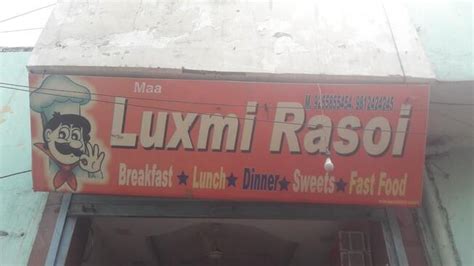 Maa
Luxmi Rasoi
Breakfast ★ Lunch ★ Dinner ★ Sweets ★ Fast Food